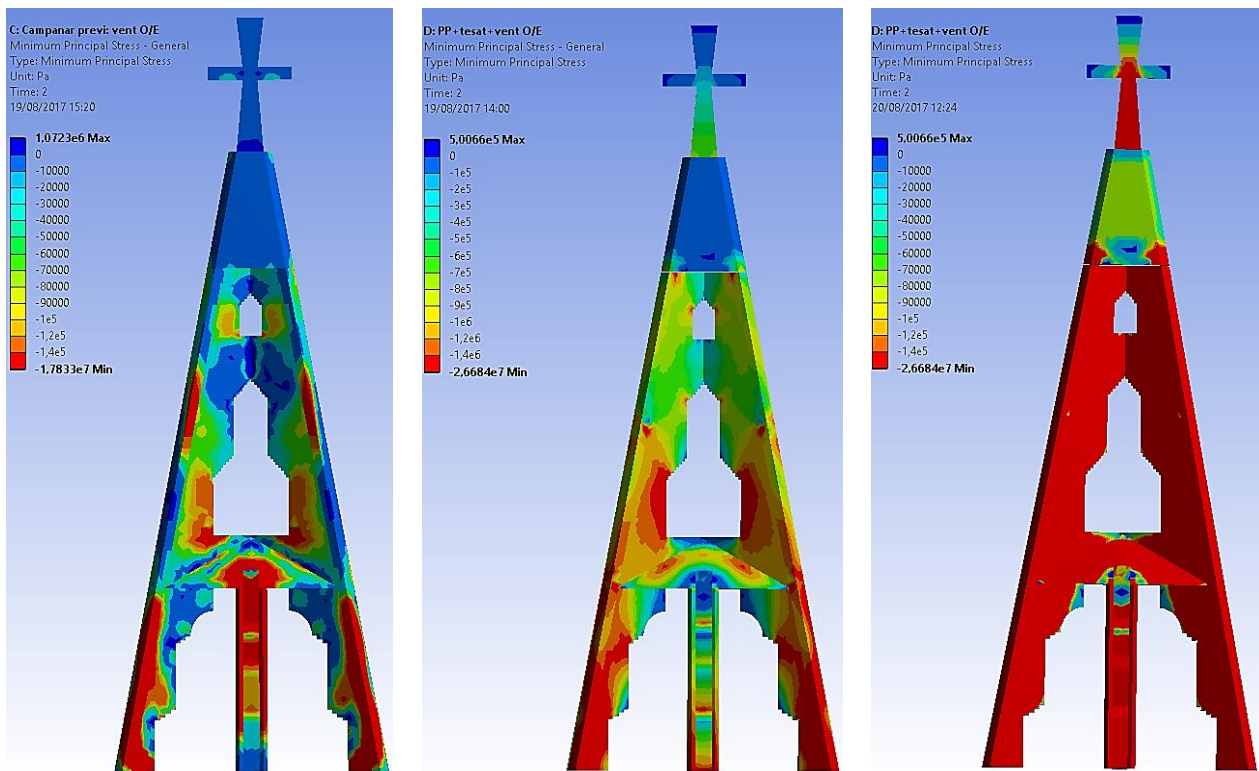 C: Campanar previ: vent O/E
Minimum Principal Stress - General
Type: Minimum Principal Stress
Unit: Pa
Time: 2
19/08/2017 15:20
1,0723e6 Max
0
-10000
-20000
-30000
-40000
-50000
-60000
-70000
-80000
-90000
-1e5
-1,2e5
-1,4e5
-1,7833e7 Min
D: PP+tesat+vent O/E
Minimum Principal Stress - General
Type: Minimum Principal Stress
Unit: Pa
Time: 2
19/08/2017 14:00
5,0066e5 Max
0
-1e5
-2e5
-3e5
-4e5
-5e5
-6e5
-7e5
-8e5
-9e5
-1e6
-1,2e6
-1,4e6
-2,6684e7 Min
D: PP+tesat+vent O/E
Minimum Principal Stress
Type: Minimum Principal Stress
Unit: Pa
Time: 2
20/08/2017 12:24
5,0066e5 Max
0
-10000
-20000
-30000
-40000
-50000
-60000
-70000
-80000
-90000
-1e5
-1,2e5
-1,4e5
-2,6684e7 Min